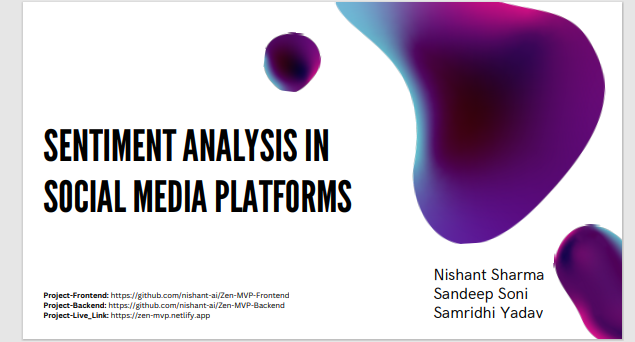 SENTIMENT ANALYSIS IN
SOCIAL MEDIA PLATFORMS
Project-Frontend: https://github.com/nishant-ai/Zen-MVP-Frontend
Project-Backend: https://github.com/nishant-ai/Zen-MVP-Backend
Project-Live_Link: https://zen-mvp.netlify.app
Nishant Sharma
Sandeep Soni
Samridhi Yadav